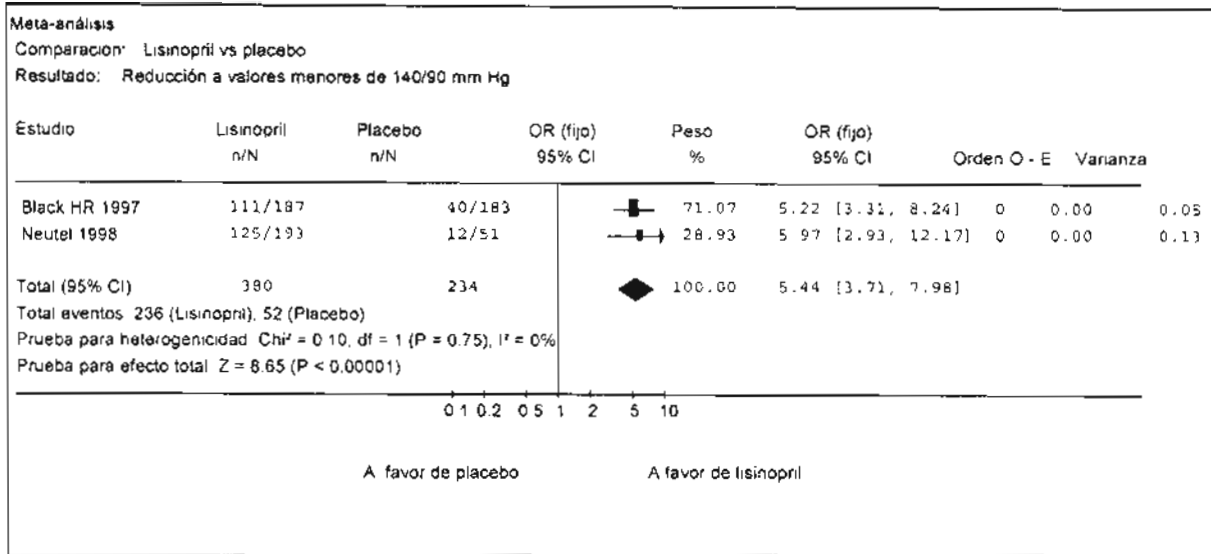 Meta-análisis
Comparacion: Lisinopril vs placebo
Resultado: Reducción a valores menores de 140/90 mm Hg
Estudio Lisinopril Placebo OR (fijo) Peso OR (fijo)
n/N n/N 95% CI % 95% CI Orden O - E Varianza
Black HR 1997 111/187 40/183 71.07 5.22 [3.31, 8.24] 0 0.00 0.05
Neutel 1998 125/193 12/51 28.93 5 97 [2.93, 12.17] 0 0.00 0.13
Total (95% CI) 380 234 100.00 5.44 [3.71, 7.98]
Total eventos 236 (Lisinopril), 52 (Placebo)
Prueba para heterogenicidad Chi² = 0 10, df = 1 (P = 0.75), I² = 0%
Prueba para efecto total Z = 8.65 (P < 0.00001)
0 1 0.2 0 5 1 2 5 10
A favor de placebo A favor de lisinopril